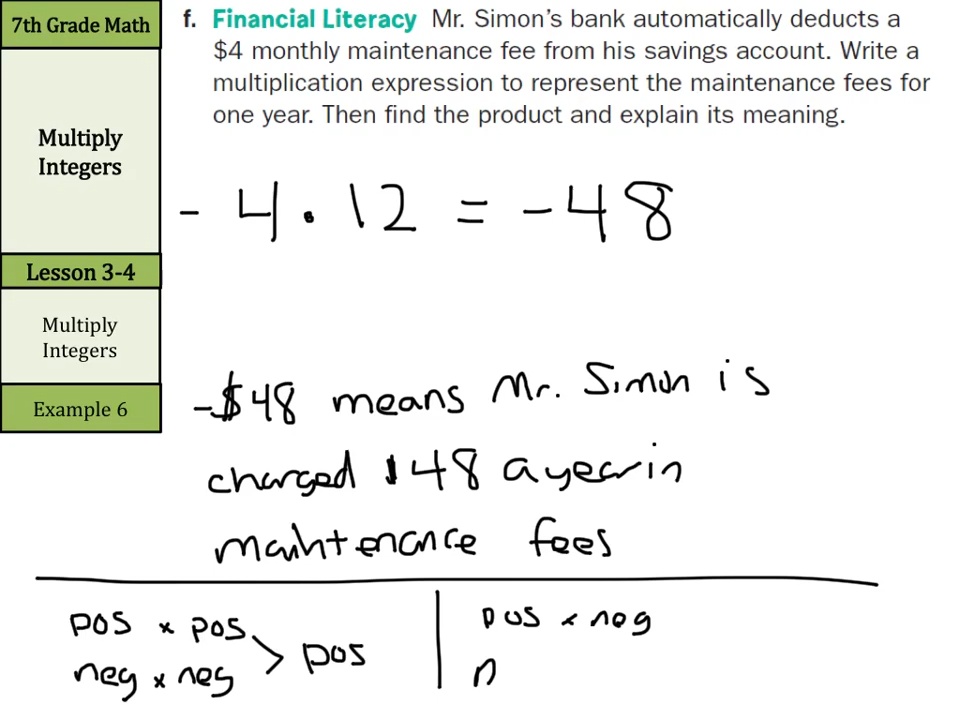 7th Grade Math
Multiply
Integers
Lesson 3-4
Multiply
Integers
Example 6
f. Financial Literacy Mr. Simon's bank automatically deducts a
$4 monthly maintenance fee from his savings account. Write a
multiplication expression to represent the maintenance fees for
one year. Then find the product and explain its meaning.
- 4 · 12 = -48
-$48 means Mr. Simon is
charged $48 a year in
maintenance fees
pos x pos
neg x neg
> pos
pos x neg
n